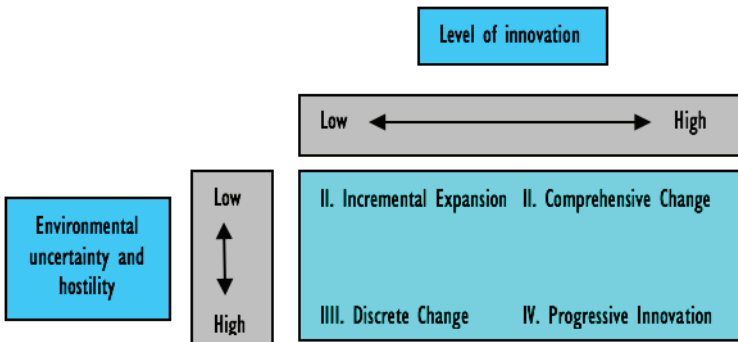 Level of innovation
Low High
Low
II. Incremental Expansion II. Comprehensive Change
Environmental
uncertainty and
hostility
High
IIII. Discrete Change IV. Progressive Innovation